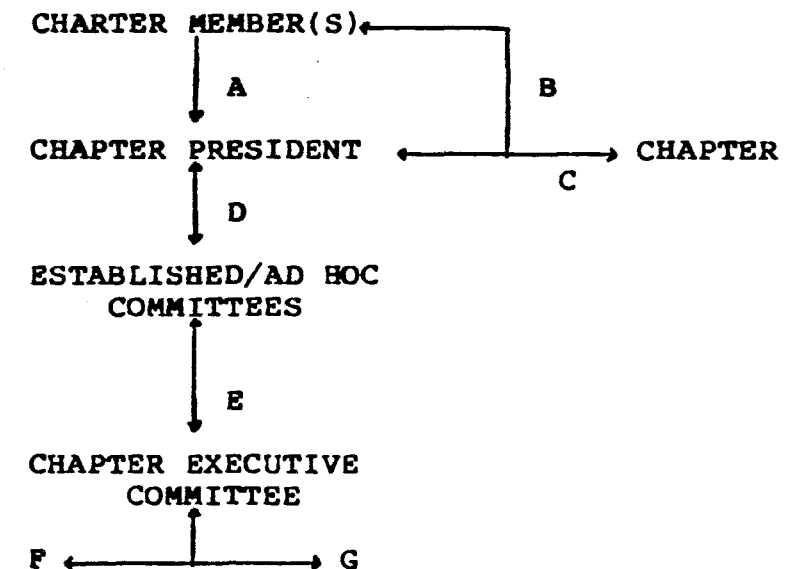 CHARTER MEMBER(S)
A
B
CHAPTER PRESIDENT
CHAPTER
C
D
ESTABLISHED/AD HOC
COMMITTEES
E
CHAPTER EXECUTIVE
COMMITTEE
F
G